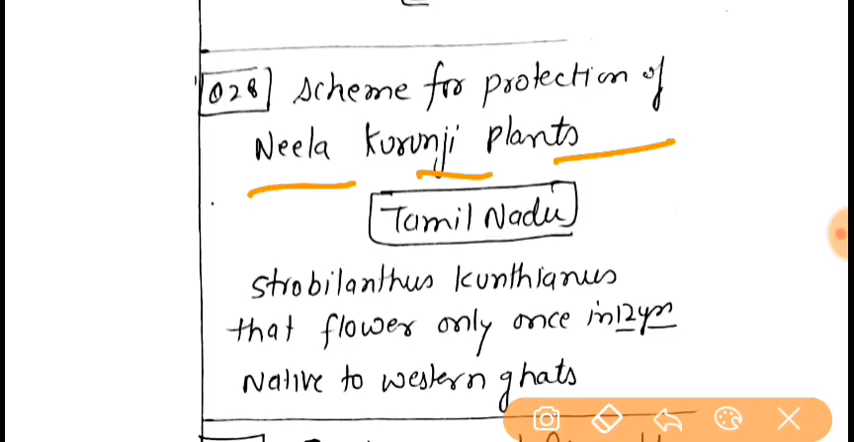 Q28 scheme for protection of
Neela Kurunji plants
Tamil Nadu
Strobilanthus kunthianus
that flower only once in 12 yrs
Native to western ghats